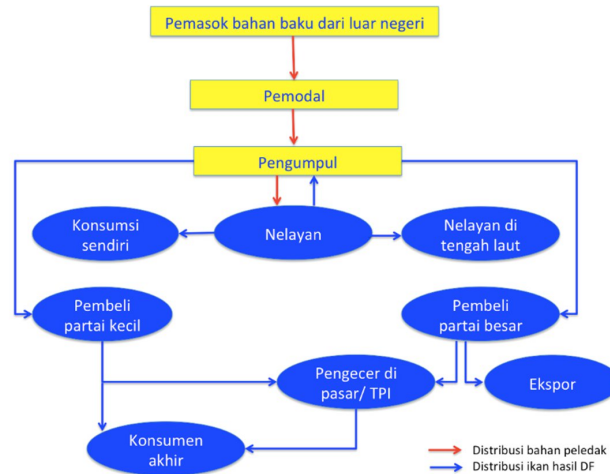 Pemasok bahan baku dari luar negeri
Pemodal
Pengumpul
Konsumsi
sendiri
Nelayan
Nelayan di
tengah laut
Pembeli
partai kecil
Pembeli
partai besar
Pengecer di
pasar/ TPI
Ekspor
Konsumen
akhir
Distribusi bahan peledak
Distribusi ikan hasil DF